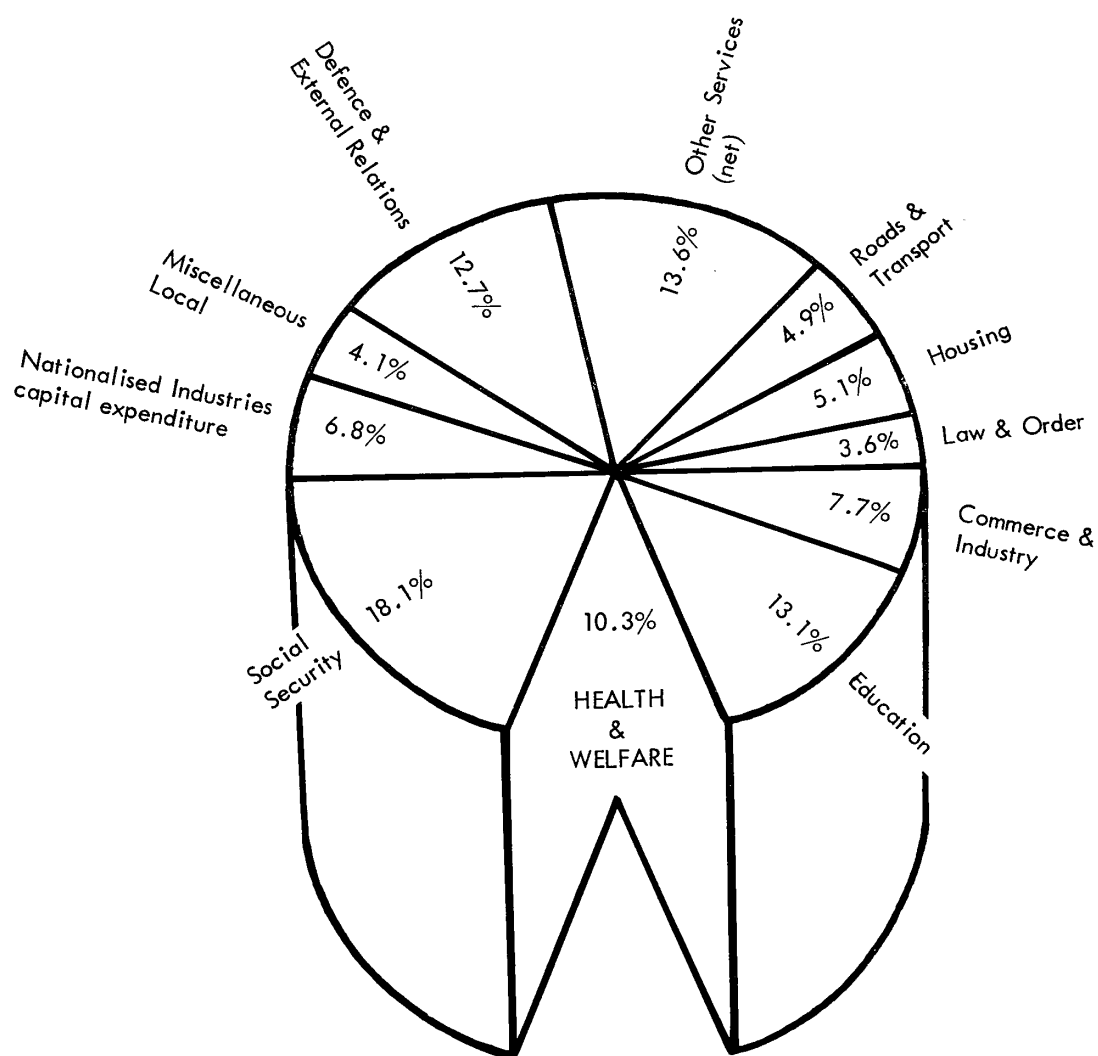 Defence &
External Relations
12.7%
Other Services
(net)
13.6%
Roads &
Transport
4.9%
Housing
5.1%
Law & Order
3.6%
Commerce &
Industry
7.7%
Education
13.1%
HEALTH
&
WELFARE
10.3%
Social
Security
18.1%
Nationalised Industries
capital expenditure
6.8%
Miscellaneous
Local
4.1%